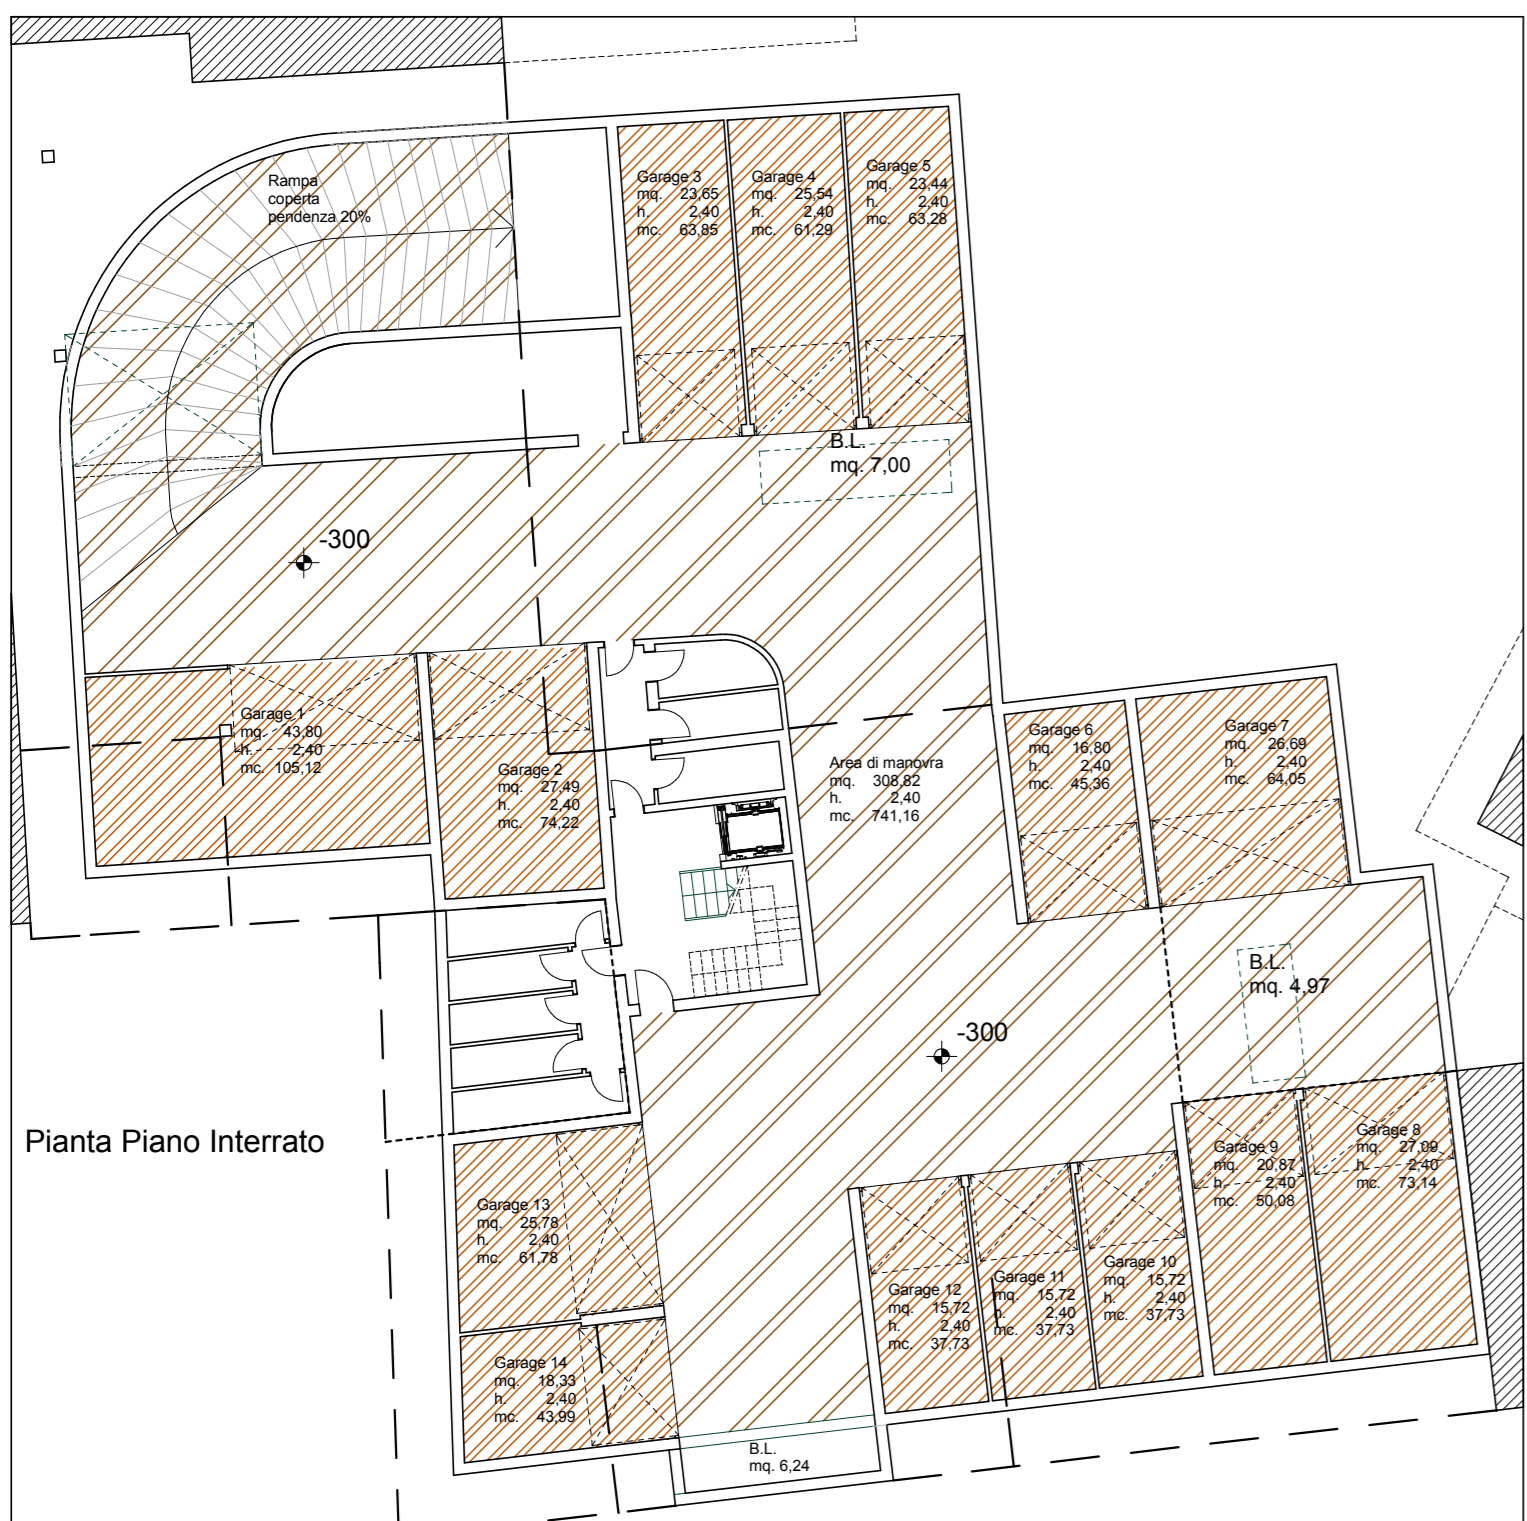 Rampa
coperta
pendenza 20%
Garage 3
mq. 23,65
h. 2,40
mc. 63,85
Garage 4
mq. 25,54
h. 2,40
mc. 61,29
Garage 5
mq. 23,44
h. 2,40
mc. 63,28
B.L.
mq. 7,00
-300
Garage 1
mq. 43,80
h. 2,40
mc. 105,12
Garage 2
mq. 27,49
h. 2,40
mc. 74,22
Area di manovra
mq. 308,82
h. 2,40
mc. 741,16
Garage 6
mq. 16,80
h. 2,40
mc. 45,36
Garage 7
mq. 26,69
h. 2,40
mc. 64,05
B.L.
mq. 4,97
-300
Pianta Piano Interrato
Garage 9
mq. 20,87
h. 2,40
mc. 50,08
Garage 8
mq. 27,09
h. 2,40
mc. 73,14
Garage 13
mq. 25,78
h. 2,40
mc. 61,78
Garage 12
mq. 15,72
h. 2,40
mc. 37,73
Garage 11
mq. 15,72
h. 2,40
mc. 37,73
Garage 10
mq. 15,72
h. 2,40
mc. 37,73
Garage 14
mq. 18,33
h. 2,40
mc. 43,99
B.L.
mq. 6,24